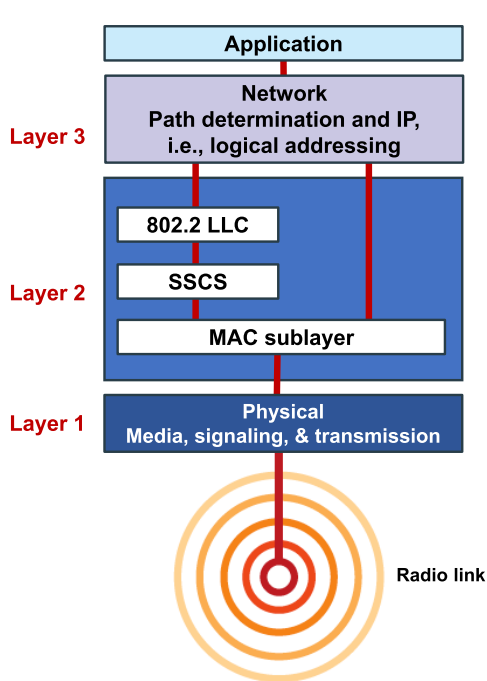 Application
Network
Path determination and IP,
i.e., logical addressing
Layer 3
802.2 LLC
SSCS
Layer 2
MAC sublayer
Physical
Media, signaling, & transmission
Layer 1
Radio link